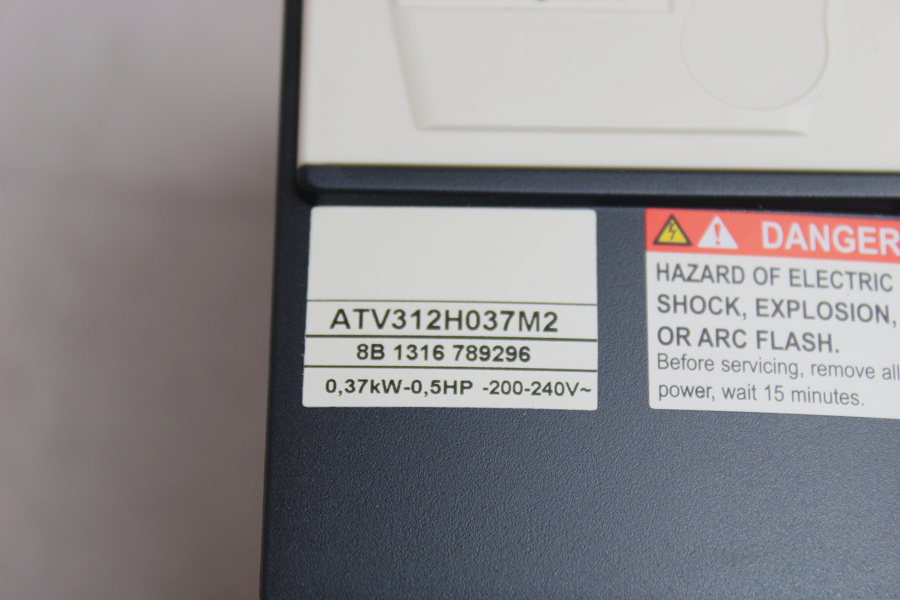 ATV312H037M2
8B 1316 789296
0,37kW-0,5HP -200-240V~
DANGER
HAZARD OF ELECTRIC
SHOCK, EXPLOSION,
OR ARC FLASH.
Before servicing, remove all
power, wait 15 minutes.